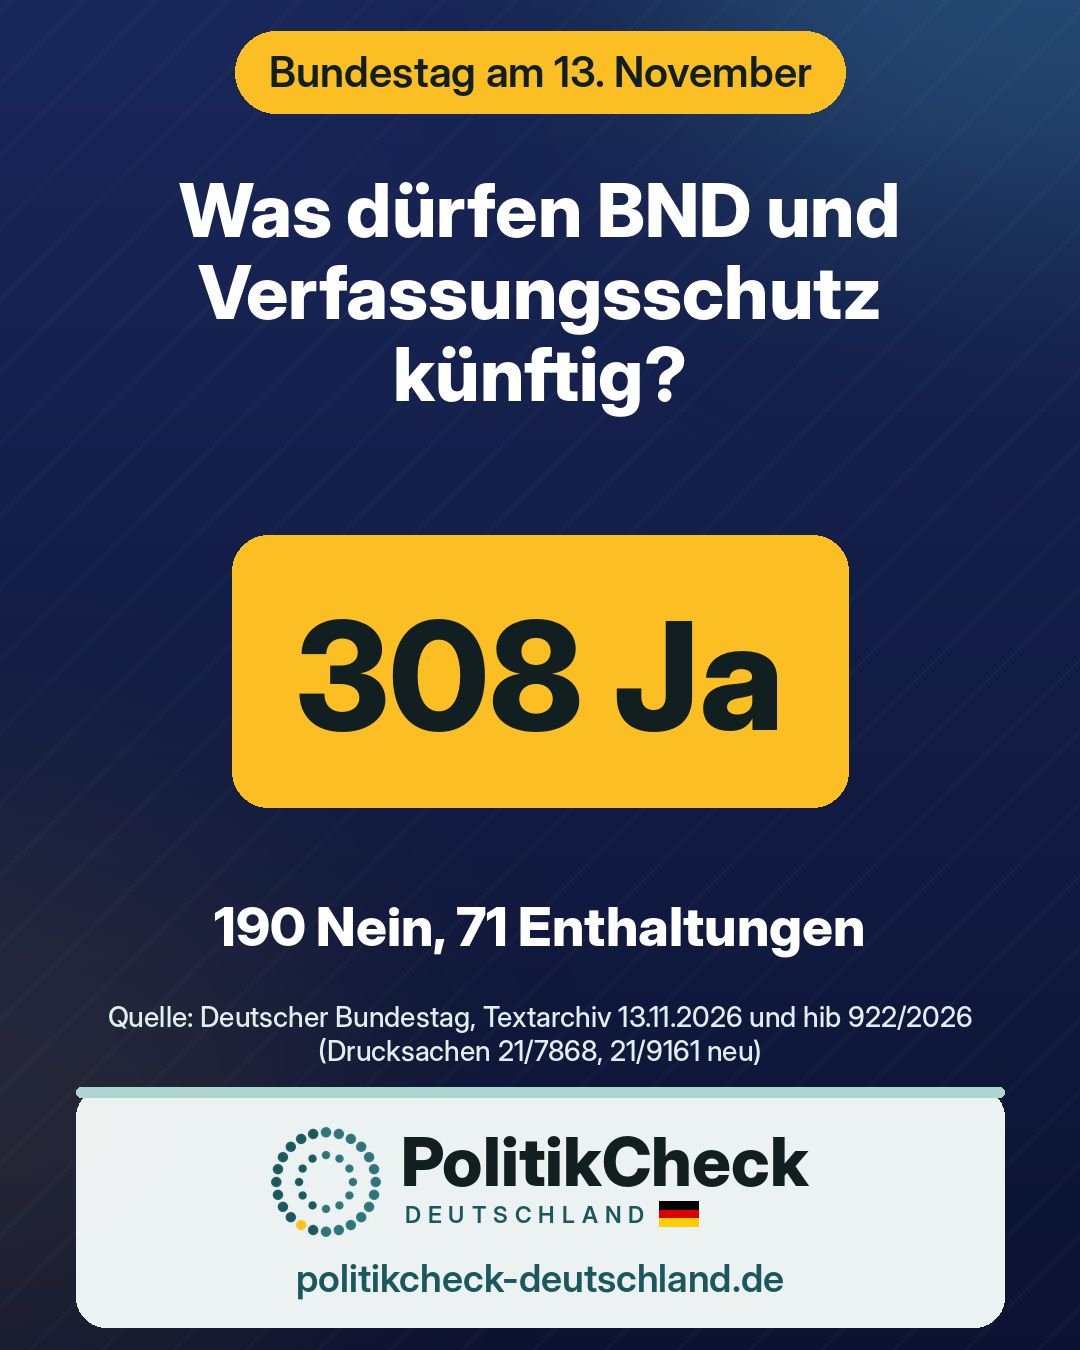 Bundestag am 13. November
Was dürfen BND und
Verfassungsschutz
künftig?
308 Ja
190 Nein, 71 Enthaltungen
Quelle: Deutscher Bundestag, Textarchiv 13.11.2026 und hib 922/2026
(Drucksachen 21/7868, 21/9161 neu)
PolitikCheck
DEUTSCHLAND
politikcheck-deutschland.de